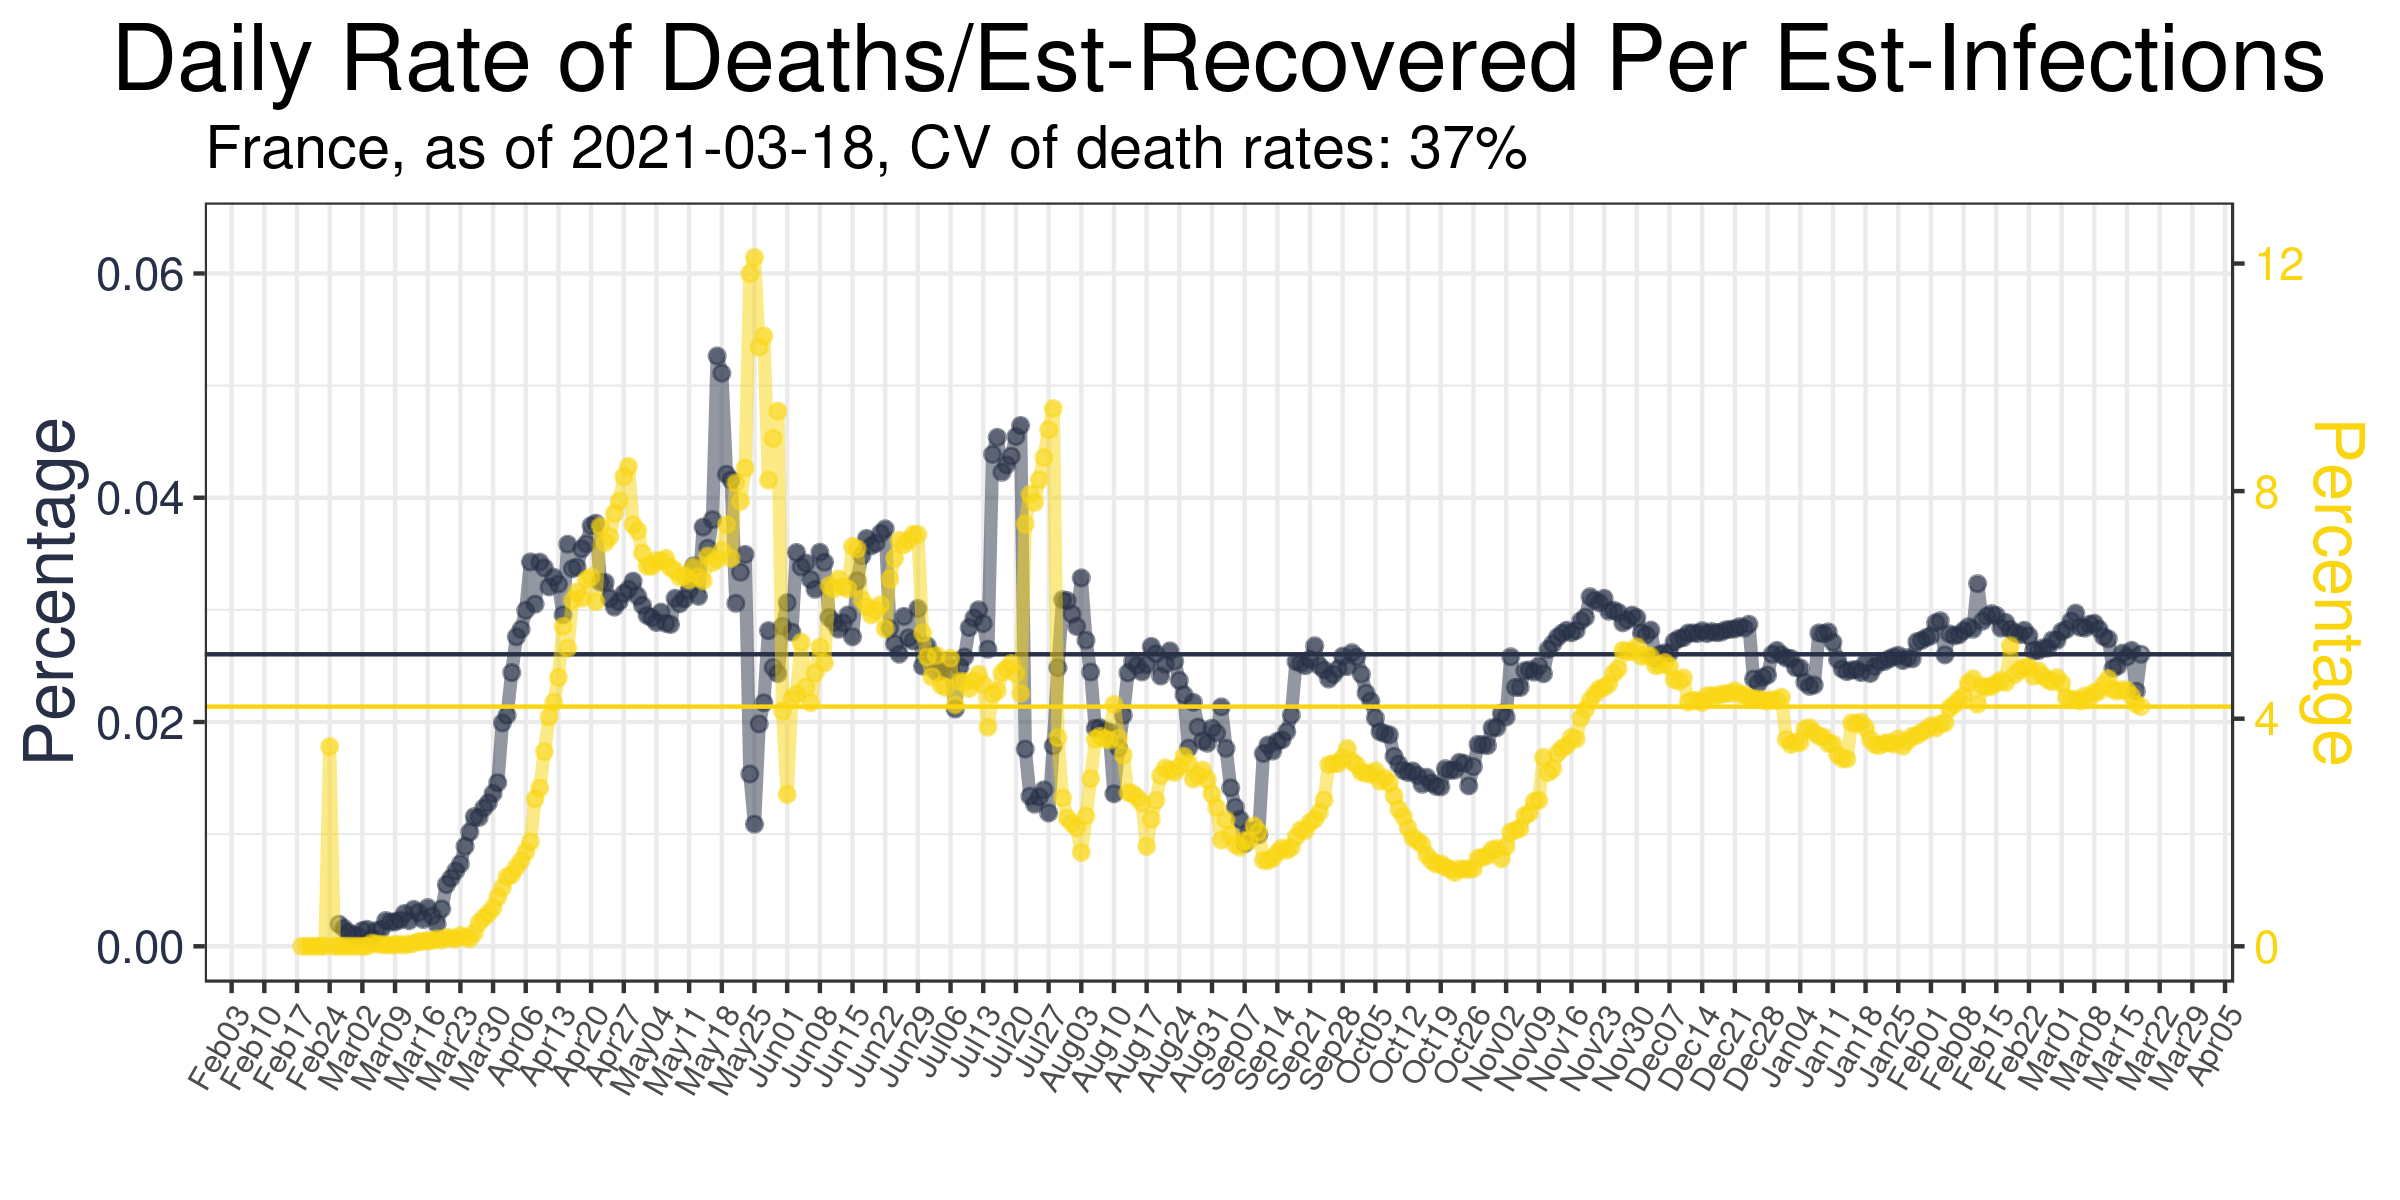 Daily Rate of Deaths/Est-Recovered Per Est-Infections
France, as of 2021-03-18, CV of death rates: 37%
Percentage
0.06
0.04
0.02
0.00
12
8
4
0
Percentage
Feb03
Feb10
Feb17
Feb24
Mar02
Mar09
Mar16
Mar23
Mar30
Apr06
Apr13
Apr20
Apr27
May04
May11
May18
May25
Jun01
Jun08
Jun15
Jun22
Jun29
Jul06
Jul13
Jul20
Jul27
Aug03
Aug10
Aug17
Aug24
Aug31
Sep07
Sep14
Sep21
Sep28
Oct05
Oct12
Oct19
Oct26
Nov02
Nov09
Nov16
Nov23
Nov30
Dec07
Dec14
Dec21
Dec28
Dec04
Jan11
Jan18
Jan25
Feb01
Feb08
Feb15
Feb22
Mar01
Mar08
Mar15
Mar22
Mar29
Apr05